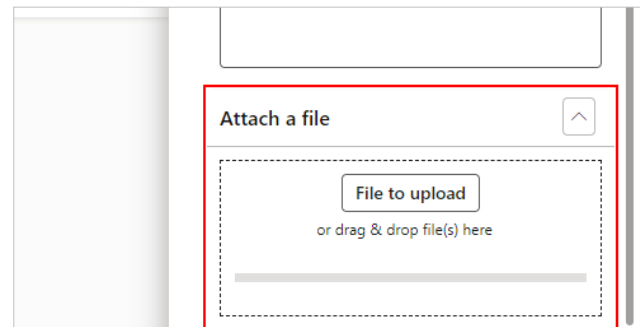 Attach a file
File to upload
or drag & drop file(s) here